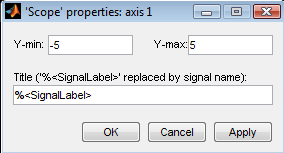 'Scope' properties: axis 1
Y-min: -5 Y-max: 5
Title ('%<SignalLabel>' replaced by signal name):
%<SignalLabel>
OK Cancel Apply